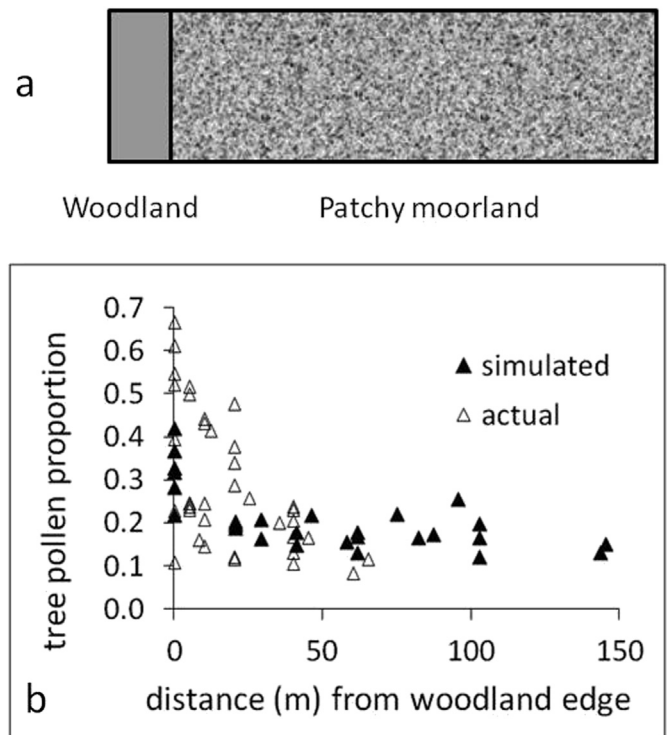 a
Woodland Patchy moorland
0.7
0.6
0.5
0.4
0.3
0.2
0.1
0.0
tree pollen proportion
simulated
actual
0 50 100 150
distance (m) from woodland edge
b